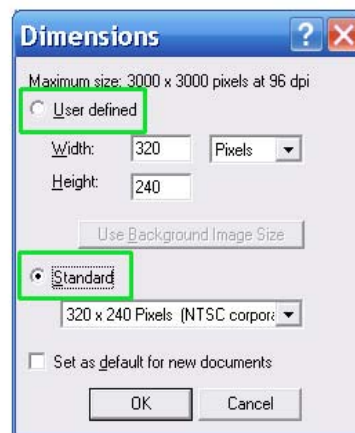 Dimensions
Maximum size: 3000 x 3000 pixels at 96 dpi
User defined
Width: 320 Pixels
Height: 240
Use Background Image Size
Standard
320 x 240 Pixels (NTSC corpora
Set as default for new documents
OK Cancel